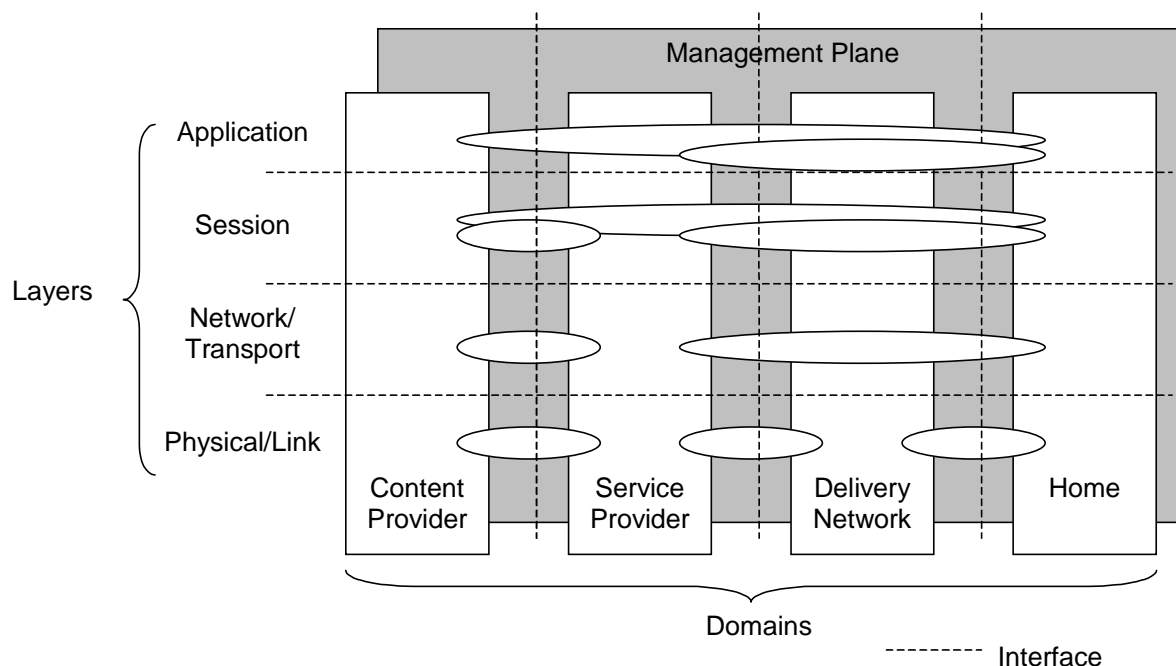 Management Plane
Application
Session
Layers
Network/
Transport
Physical/Link
Content
Provider
Service
Provider
Delivery
Network
Home
Domains
Interface